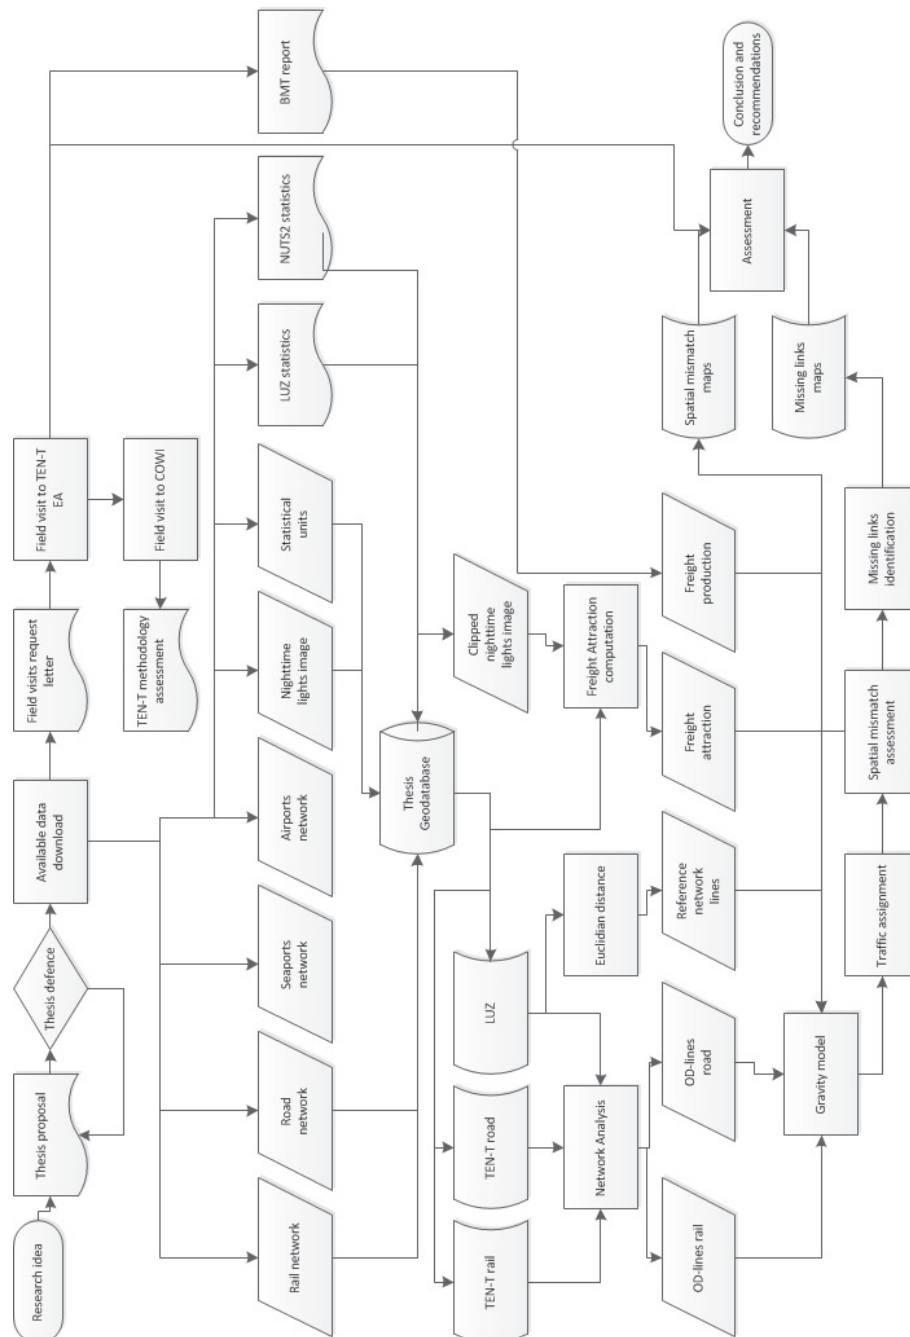 Research idea
Thesis proposal
Thesis defence
Available data
download
Field visits request
letter
Field visit to TEN-T
EA
Field visit to COWI
TEN-T methodology
assessment
Rail network
Road
network
Seaports
network
Airports
network
Nighttime
lights image
Statistical
units
LUZ statistics
NUTS2 statistics
BMT report
Thesis
Geodatabase
TEN-T rail
TEN-T road
LUZ
Clipped
nighttime
lights image
Network Analysis
Euclidian distance
Freight Attraction
computation
OD-lines rail
OD-lines
road
Reference
network
lines
Freight
attraction
Freight
production
Spatial mismatch
maps
Assessment
Conclusion and
recommendations
Missing links
maps
Gravity model
Traffic assignment
Spatial mismatch
assessment
Missing links
identification